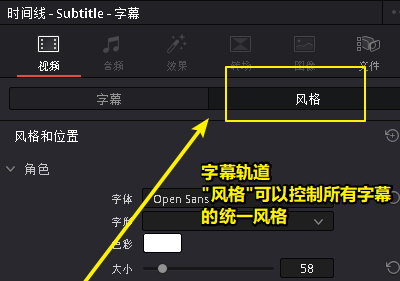 时间线 - Subtitle - 字幕
视频 音频 效果 转场 图像 文件
字幕 风格
风格和位置
角色
字体 Open Sans
字幕轨道
"风格"可以控制所有字幕
的统一风格
色彩
大小 58